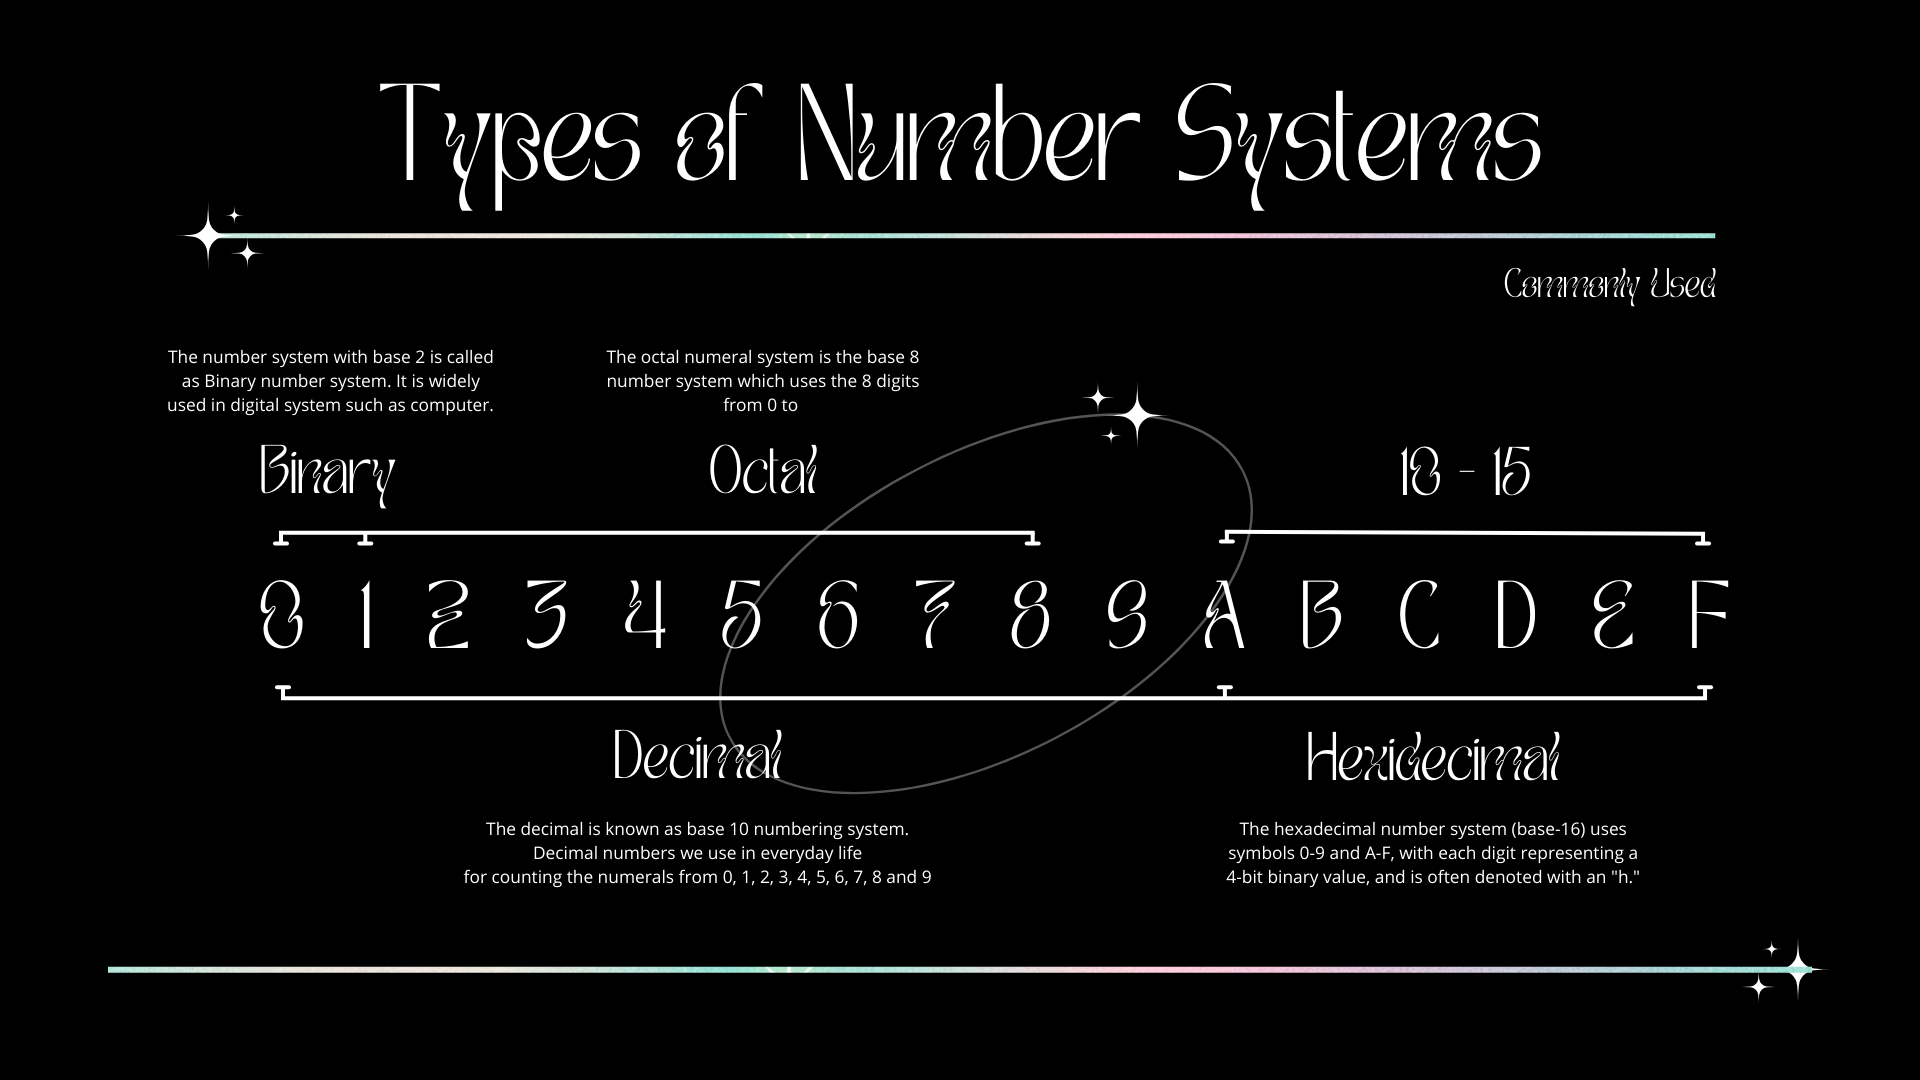 Types of Number Systems
Commonly Used
The number system with base 2 is called
as Binary number system. It is widely
used in digital system such as computer.
The octal numeral system is the base 8
number system which uses the 8 digits
from 0 to
Binary
Octal
10 - 15
0 1 2 3 4 5 6 7 8 9 A B C D E F
Decimal
Hexidecimal
The decimal is known as base 10 numbering system.
Decimal numbers we use in everyday life
for counting the numerals from 0, 1, 2, 3, 4, 5, 6, 7, 8 and 9
The hexadecimal number system (base-16) uses
symbols 0-9 and A-F, with each digit representing a
4-bit binary value, and is often denoted with an "h."